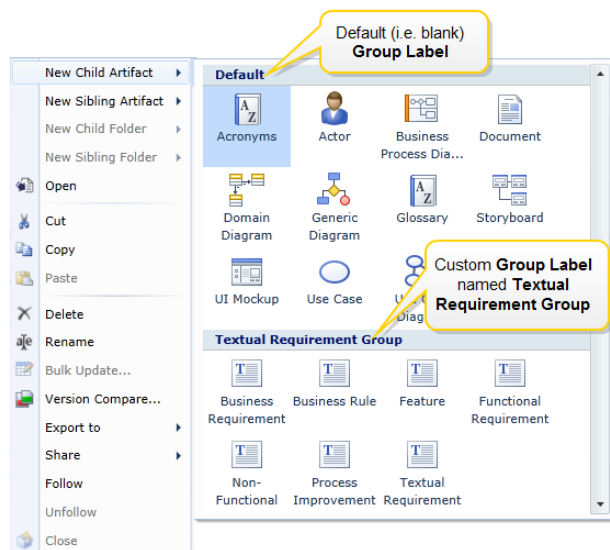 Default (i.e. blank)
Group Label
New Child Artifact
New Sibling Artifact
New Child Folder
New Sibling Folder
Open
Cut
Copy
Paste
Delete
Rename
Bulk Update...
Version Compare...
Export to
Share
Follow
Unfollow
Close
Default
Acronyms
Actor
Business
Process Dia...
Document
Domain
Diagram
Generic
Diagram
Glossary
Storyboard
UI Mockup
Use Case
Custom Group Label
named Textual
Requirement Group
Textual Requirement Group
Business
Requirement
Business Rule
Feature
Functional
Requirement
Non-
Functional
Process
Improvement
Textual
Requirement